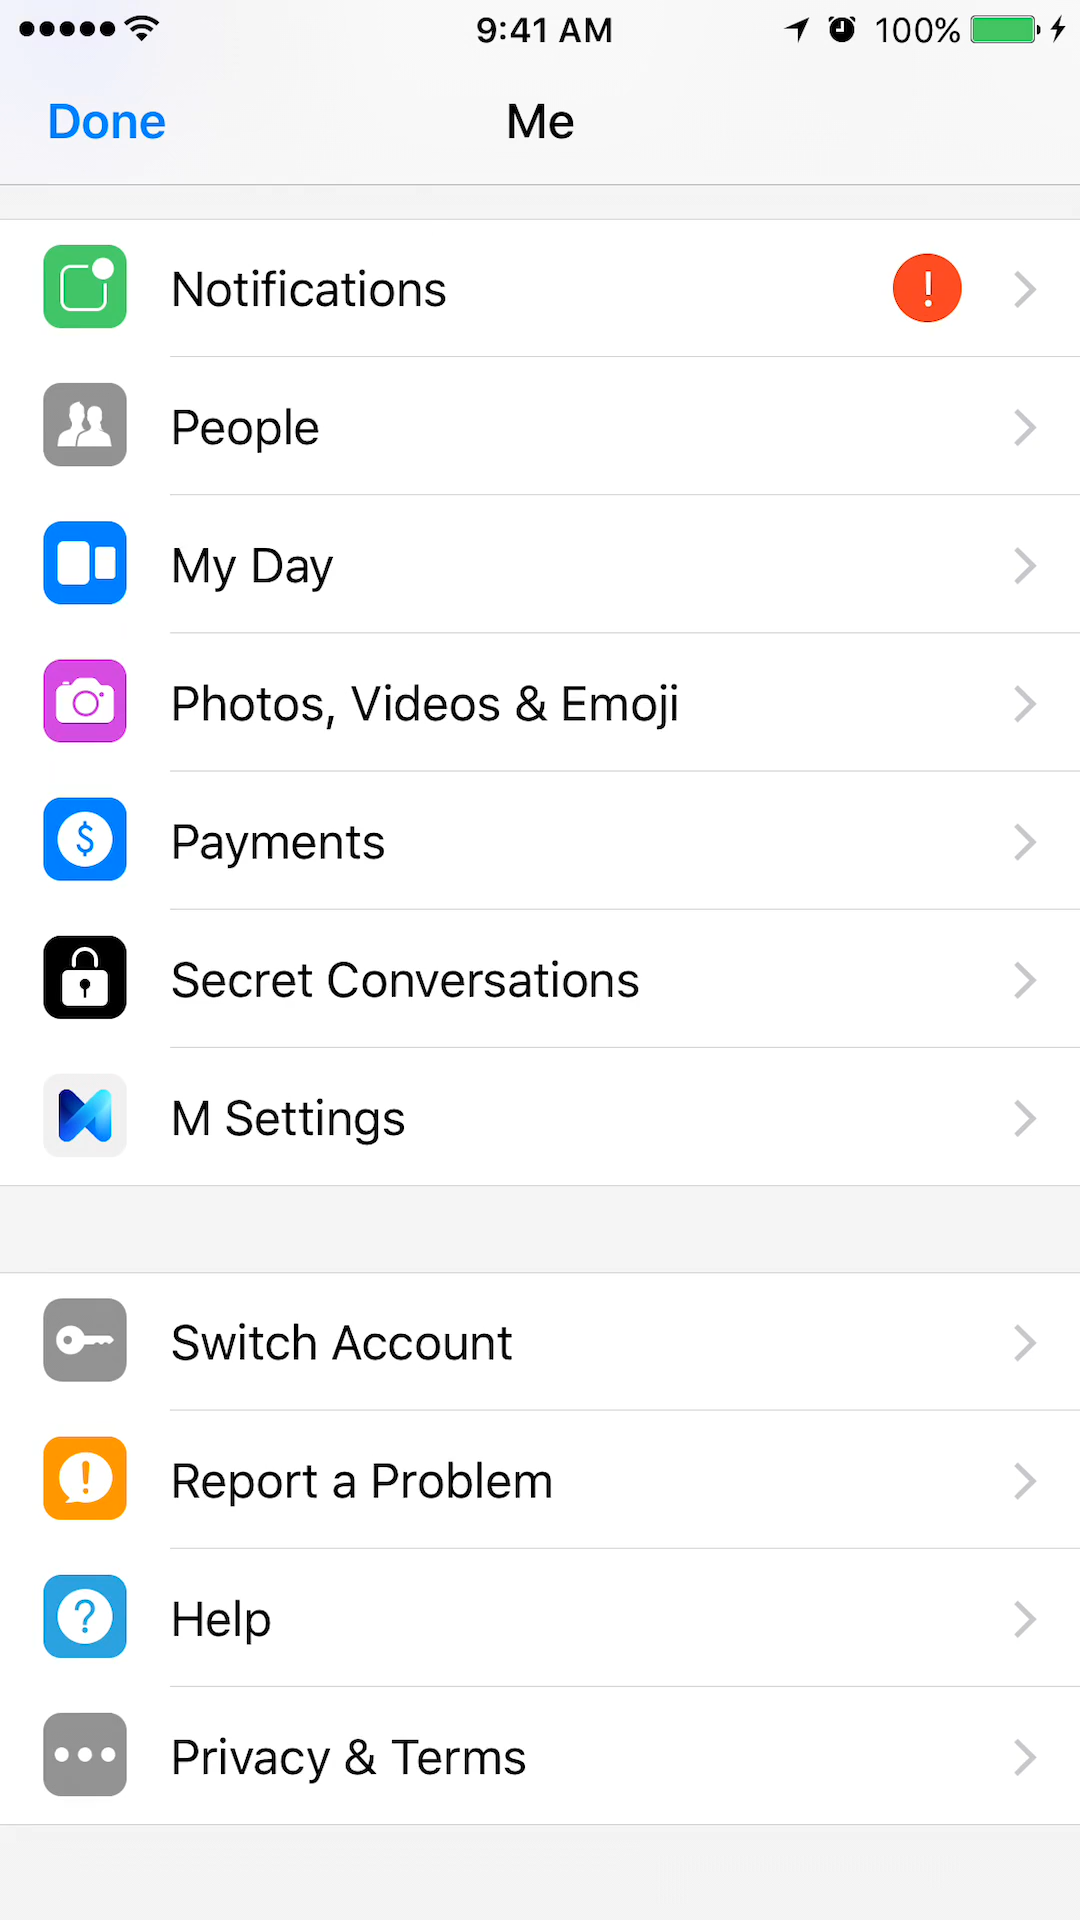 9:41 AM 100%
Done Me
Notifications
People
My Day
Photos, Videos & Emoji
Payments
Secret Conversations
M Settings
Switch Account
Report a Problem
Help
Privacy & Terms